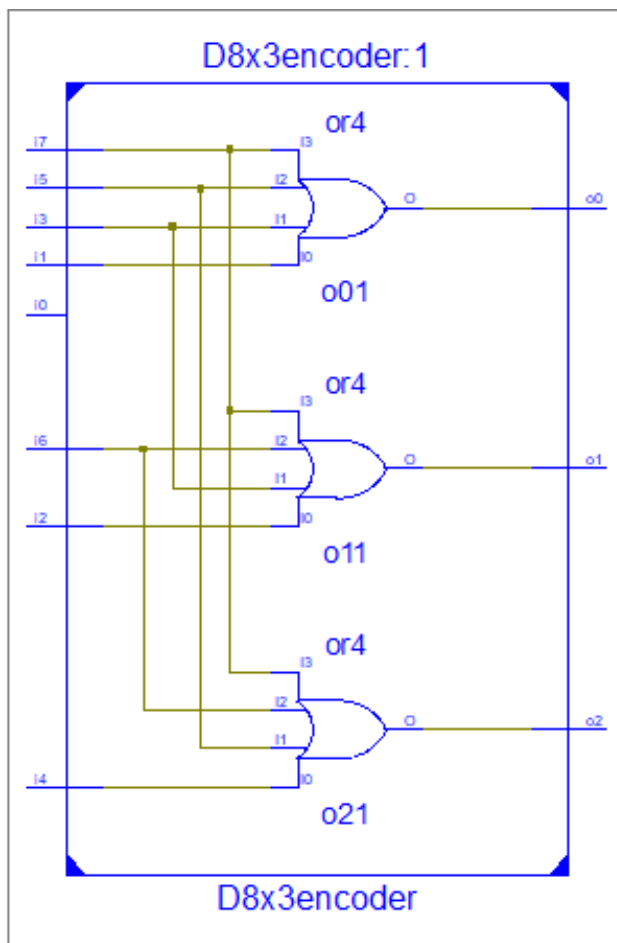 D8x3encoder:1
or4
i7
I3
i5
I2
O
o0
i3
I1
i1
I0
o01
i0
or4
I3
i6
I2
O
o1
I1
i2
I0
o11
or4
I3
I2
O
o2
I1
i4
I0
o21
D8x3encoder